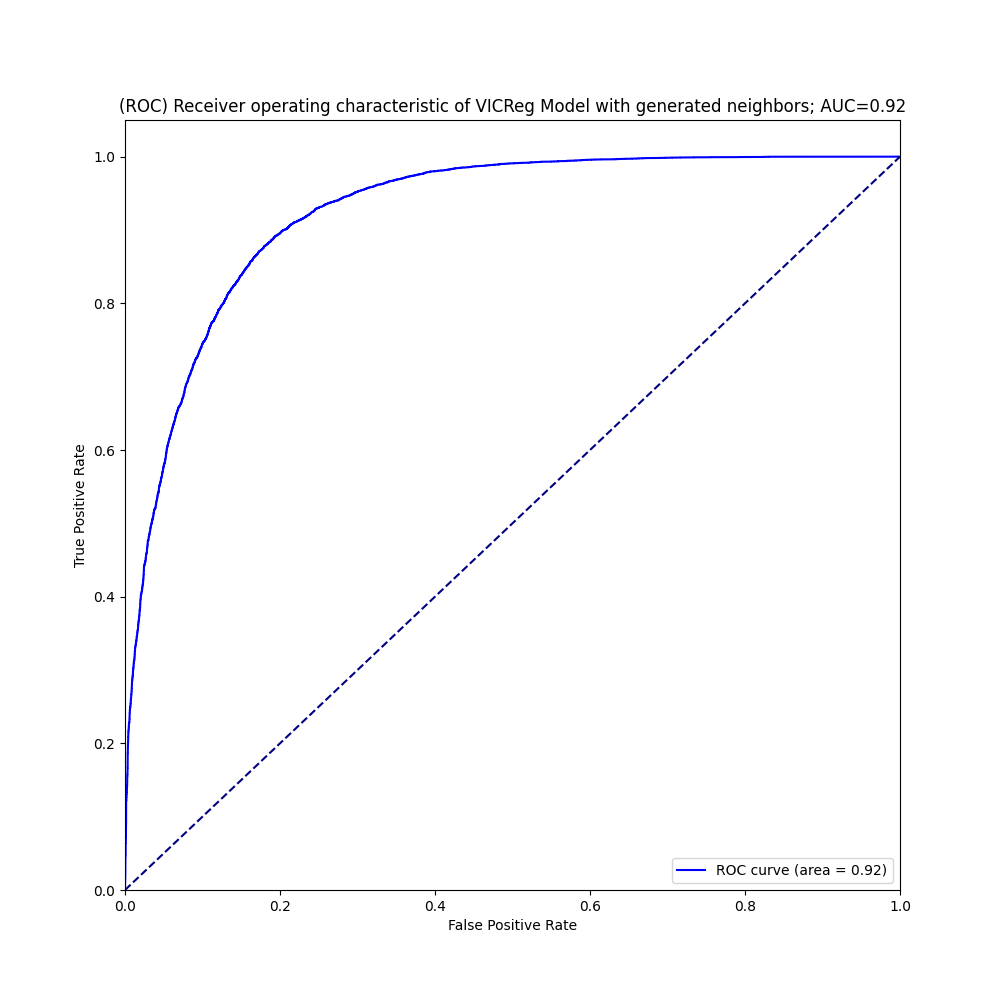 (ROC) Receiver operating characteristic of VICReg Model with generated neighbors; AUC=0.92
1.0
0.8
0.6
0.4
0.2
0.0
True Positive Rate
ROC curve (area = 0.92)
0.0 0.2 0.4 0.6 0.8 1.0
False Positive Rate